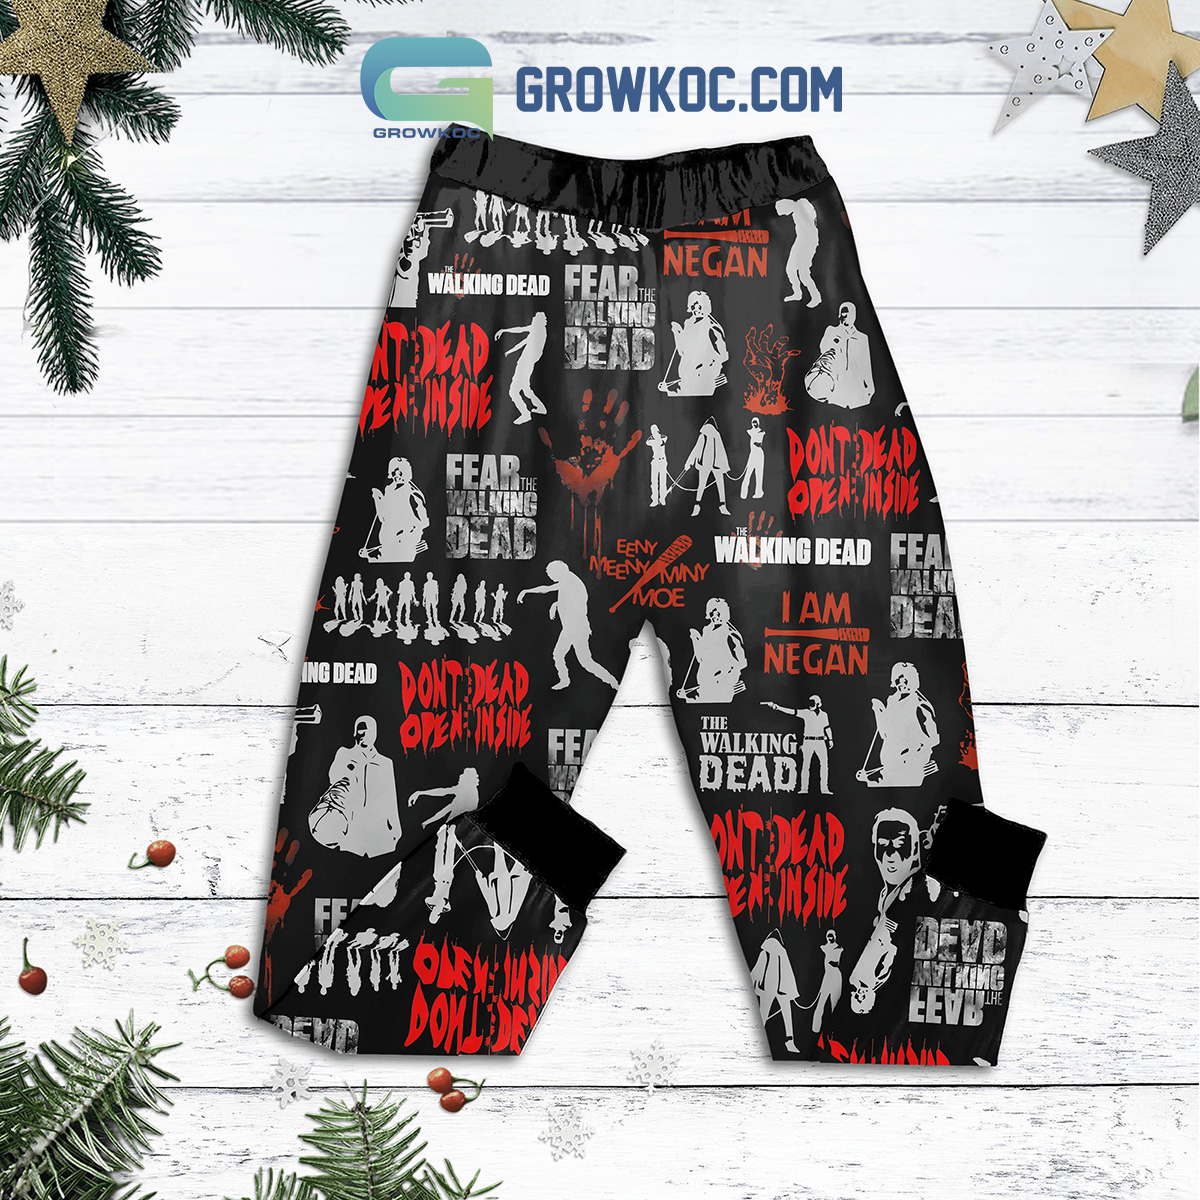 GROWKOC.COM
GROWKOC
I AM
NEGAN
THE
WALKING DEAD
FEAR THE
WALKING
DEAD
DONT DEAD
OPEN INSIDE
DONT DEAD
OPEN INSIDE
FEAR THE
WALKING
DEAD
THE
WALKING DEAD
EENY
MEENY MINY
MOE
FEAR
WALKING
DEAD
I AM
NEGAN
KING DEAD
DONT DEAD
OPEN INSIDE
THE
WALKING
DEAD
DONT DEAD
OPEN INSIDE
FEAR THE
WALKING
DEAD
OPEN INSIDE
DONT DE
DEAD